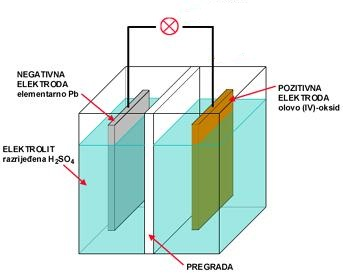 NEGATIVNA
ELEKTRODA
elementarno Pb
POZITIVNA
ELEKTRODA
olovo (IV)-oksid
ELEKTROLIT
razrijeđena H₂SO₄
PREGRADA